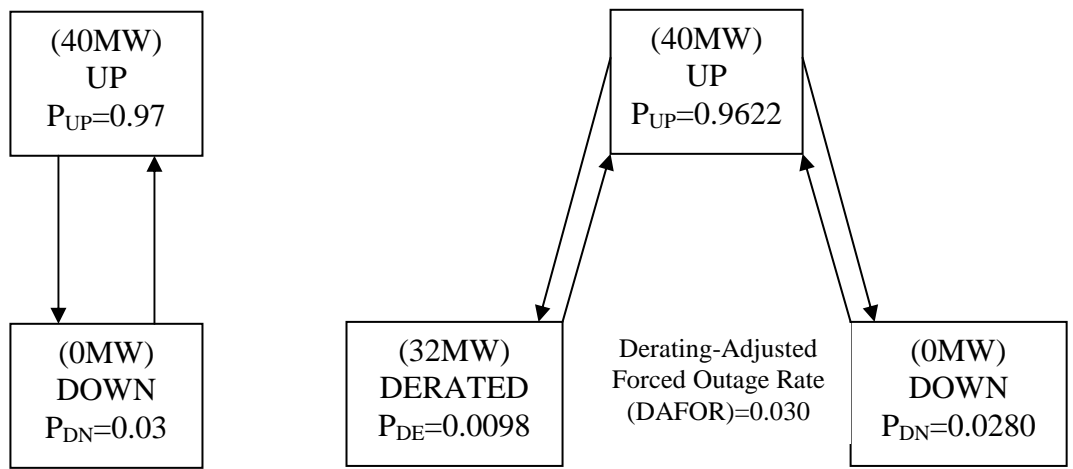 (40MW)
UP
P_UP=0.97
(0MW)
DOWN
P_DN=0.03
(40MW)
UP
P_UP=0.9622
(32MW)
DERATED
P_DE=0.0098
Derating-Adjusted
Forced Outage Rate
(DAFOR)=0.030
(0MW)
DOWN
P_DN=0.0280